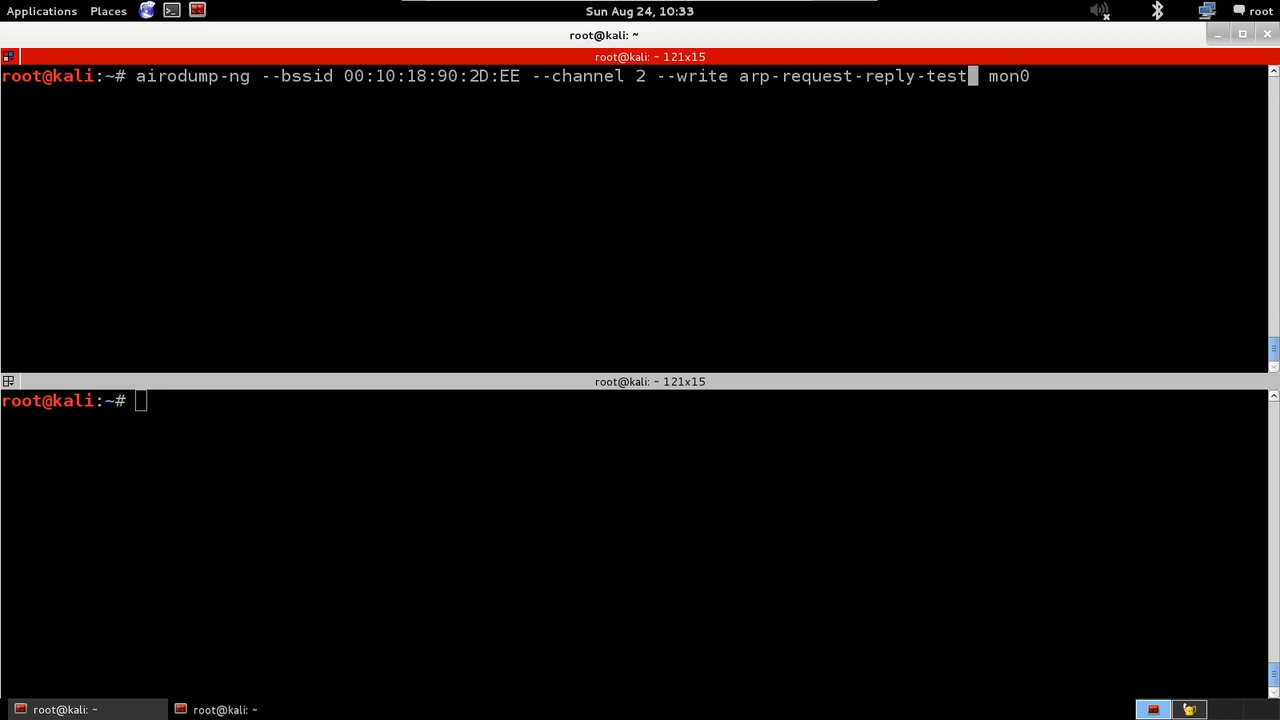 Applications Places Sun Aug 24, 10:33 root
root@kali: ~
root@kali: ~ 121x15
root@kali:~# airodump-ng --bssid 00:10:18:90:2D:EE --channel 2 --write arp-request-reply-test mon0
root@kali: ~ 121x15
root@kali:~#
root@kali: ~ root@kali: ~